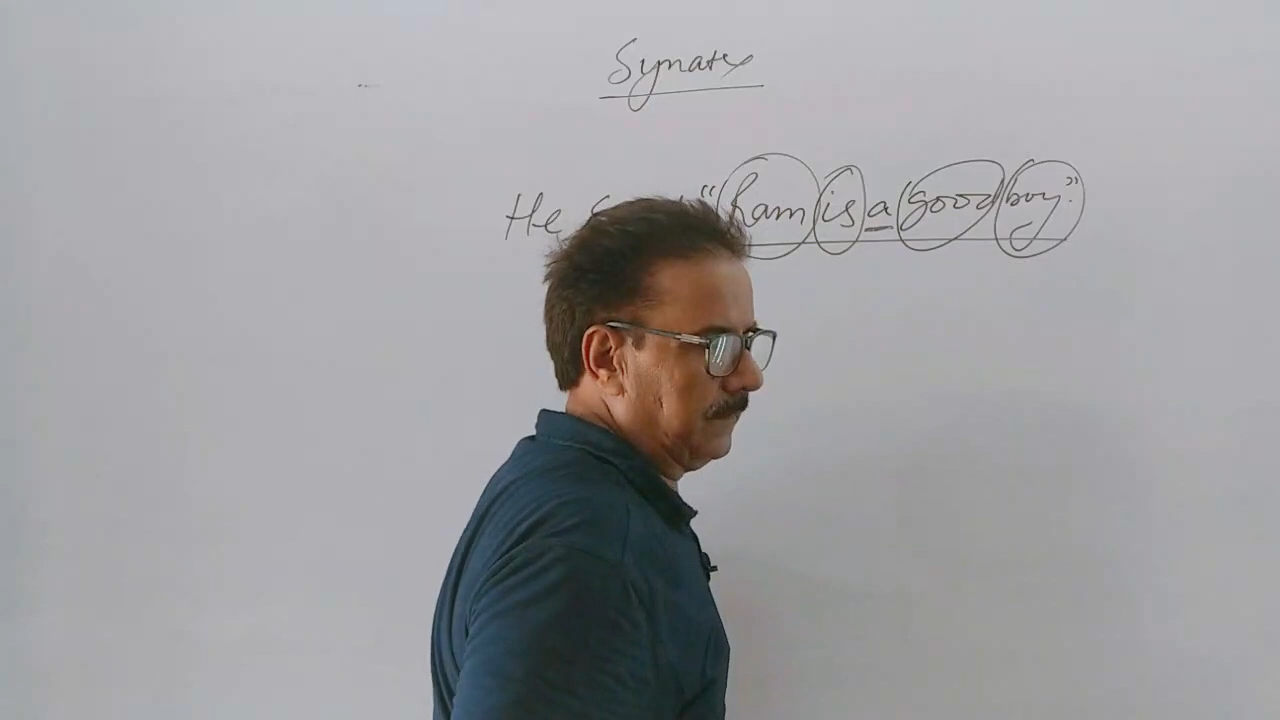 Synatx
He “Ram is a good boy.”